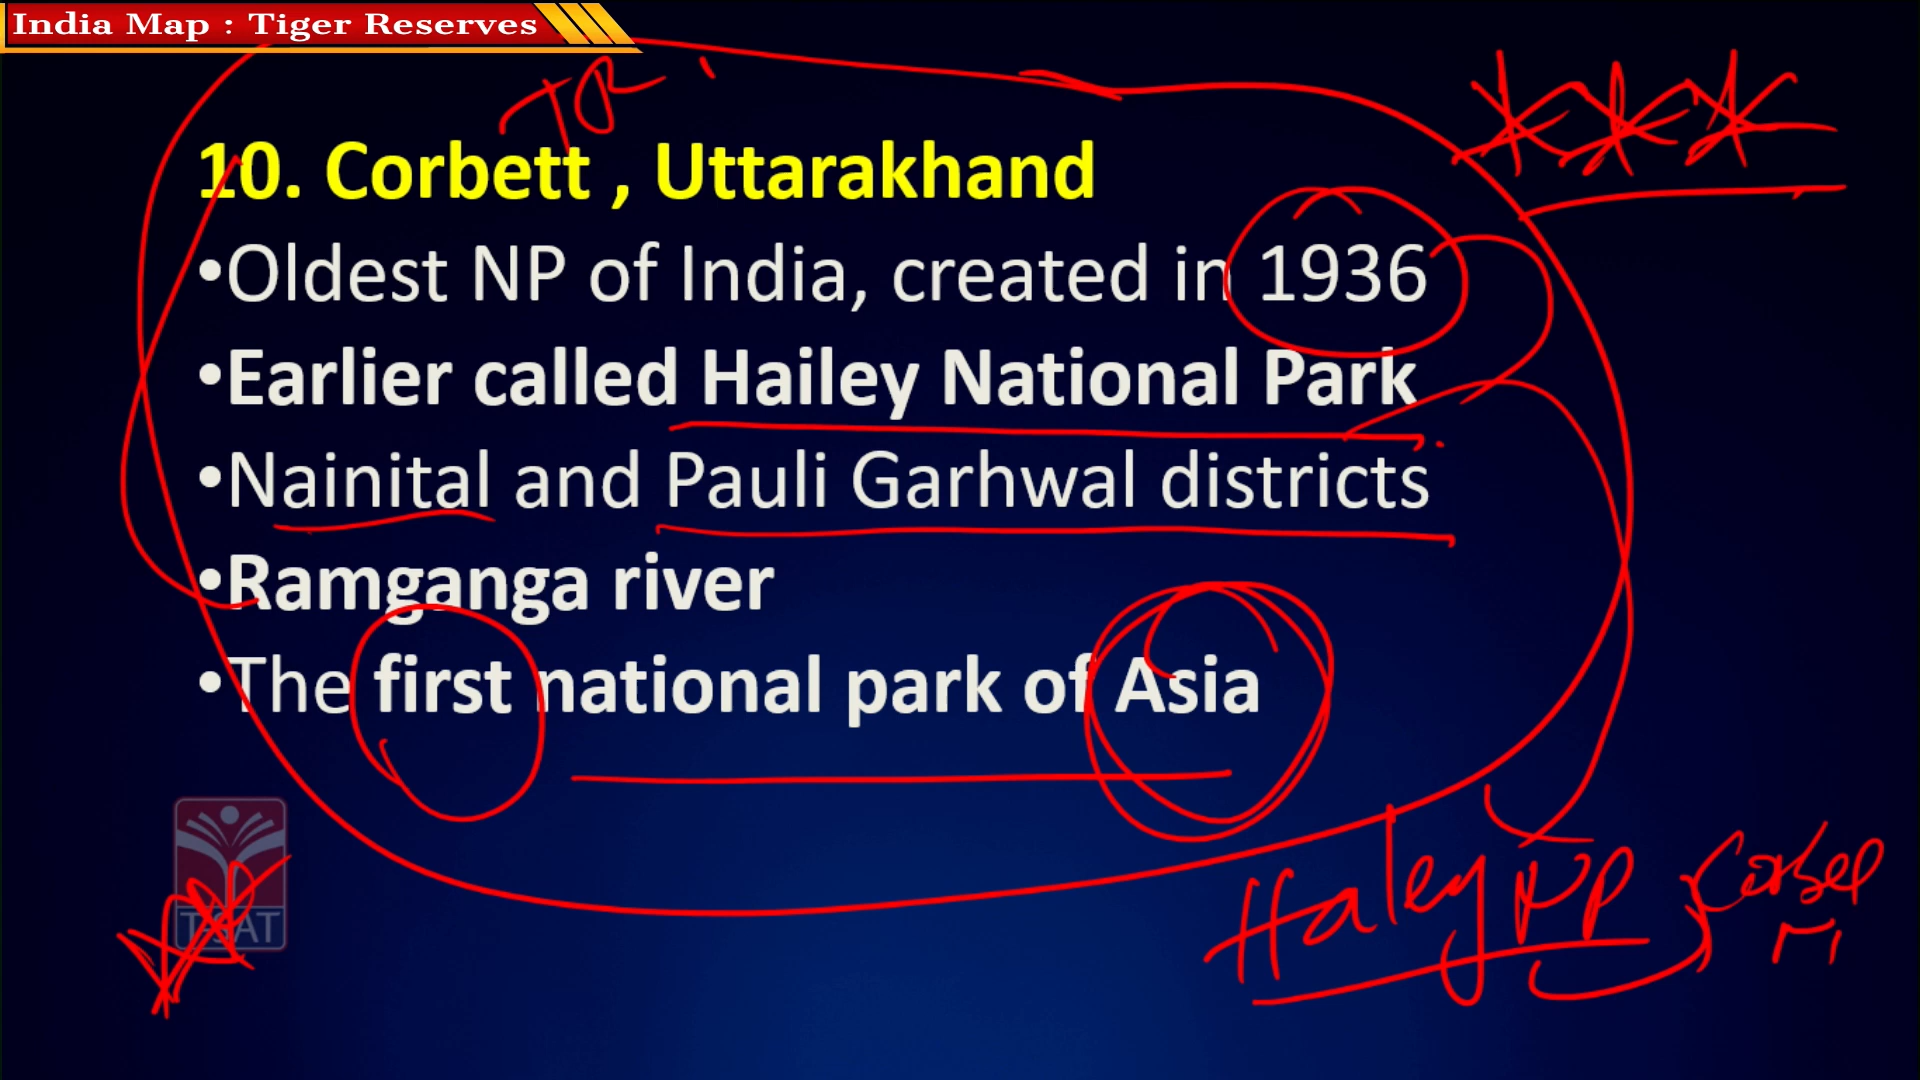 India Map : Tiger Reserves
TR
10. Corbett , Uttarakhand
•Oldest NP of India, created in 1936
•Earlier called Hailey National Park
•Nainital and Pauli Garhwal districts
•Ramganga river
•The first national park of Asia
T-SAT
Haley NP